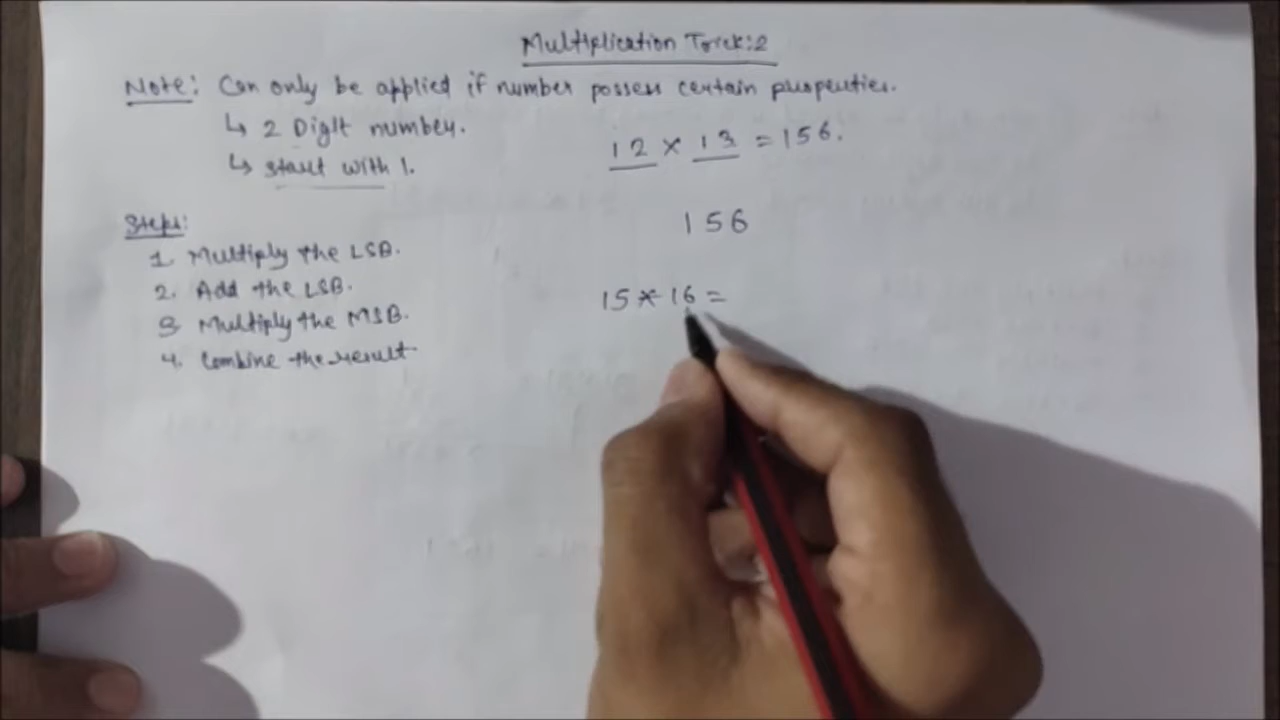 Multiplication Trick:2
Note: Can only be applied if number possess certain properties.
↳ 2 Digit number.
↳ start with 1.
12 × 13 = 156.
156
Steps:
1. Multiply the LSB.
2. Add the LSB.
3 Multiply the MSB.
4. Combine the result
15 × 16 =